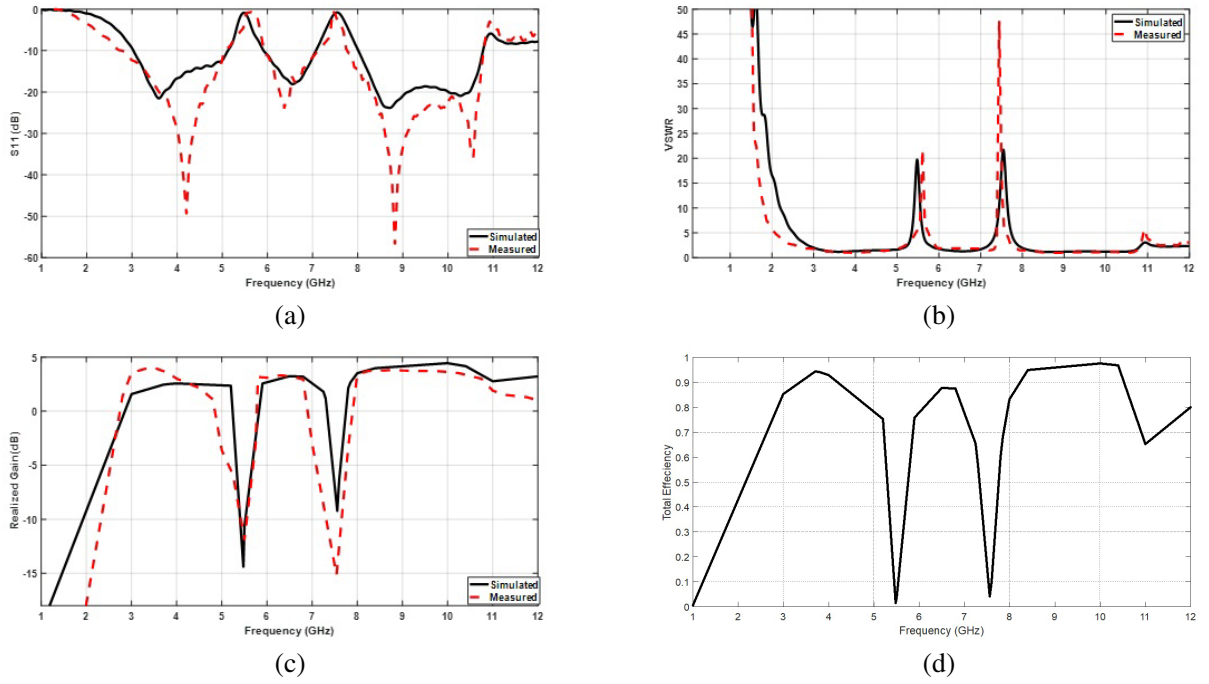 0
-10
-20
-30
-40
-50
-60
S11 (dB)
Simulated
Measured
1 2 3 4 5 6 7 8 9 10 11 12
Frequency (GHz)
(a)
50
45
40
35
30
25
20
15
10
5
0
VSWR
Simulated
Measured
1 2 3 4 5 6 7 8 9 10 11 12
Frequency (GHz)
(b)
5
0
-5
-10
-15
Realized Gain(dB)
Simulated
Measured
1 2 3 4 5 6 7 8 9 10 11 12
Frequency (GHz)
(c)
1
0.9
0.8
0.7
0.6
0.5
0.4
0.3
0.2
0.1
0
Total Effeciency
1 2 3 4 5 6 7 8 9 10 11 12
Frequency (GHz)
(d)